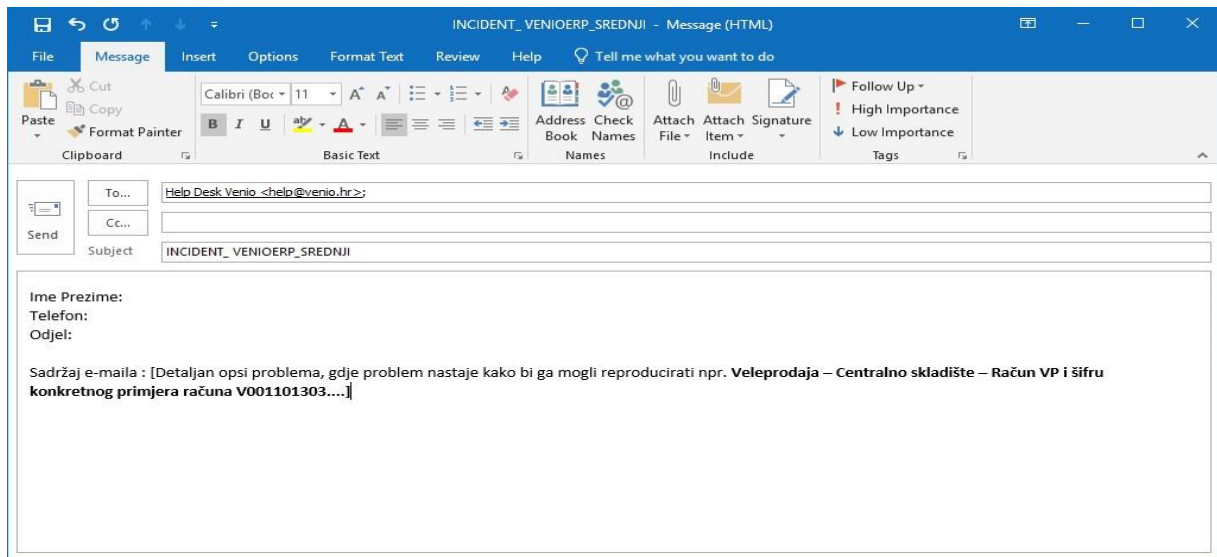 INCIDENT_ VENIOERP_SREDNJI - Message (HTML)
File Message Insert Options Format Text Review Help Tell me what you want to do
Cut
Copy
Format Painter
Paste
Clipboard
Calibri (Boc 11
B I U
Basic Text
Address Book
Check Names
Names
Attach File
Attach Item
Signature
Include
Follow Up
High Importance
Low Importance
Tags
Send
To... Help Desk Venio <help@venio.hr>;
Cc...
Subject INCIDENT_ VENIOERP_SREDNJI
Ime Prezime:
Telefon:
Odjel:
Sadržaj e-maila : [Detaljan opsi problema, gdje problem nastaje kako bi ga mogli reproducirati npr. Veleprodaja – Centralno skladište – Račun VP i šifru
konkretnog primjera računa V001101303....]